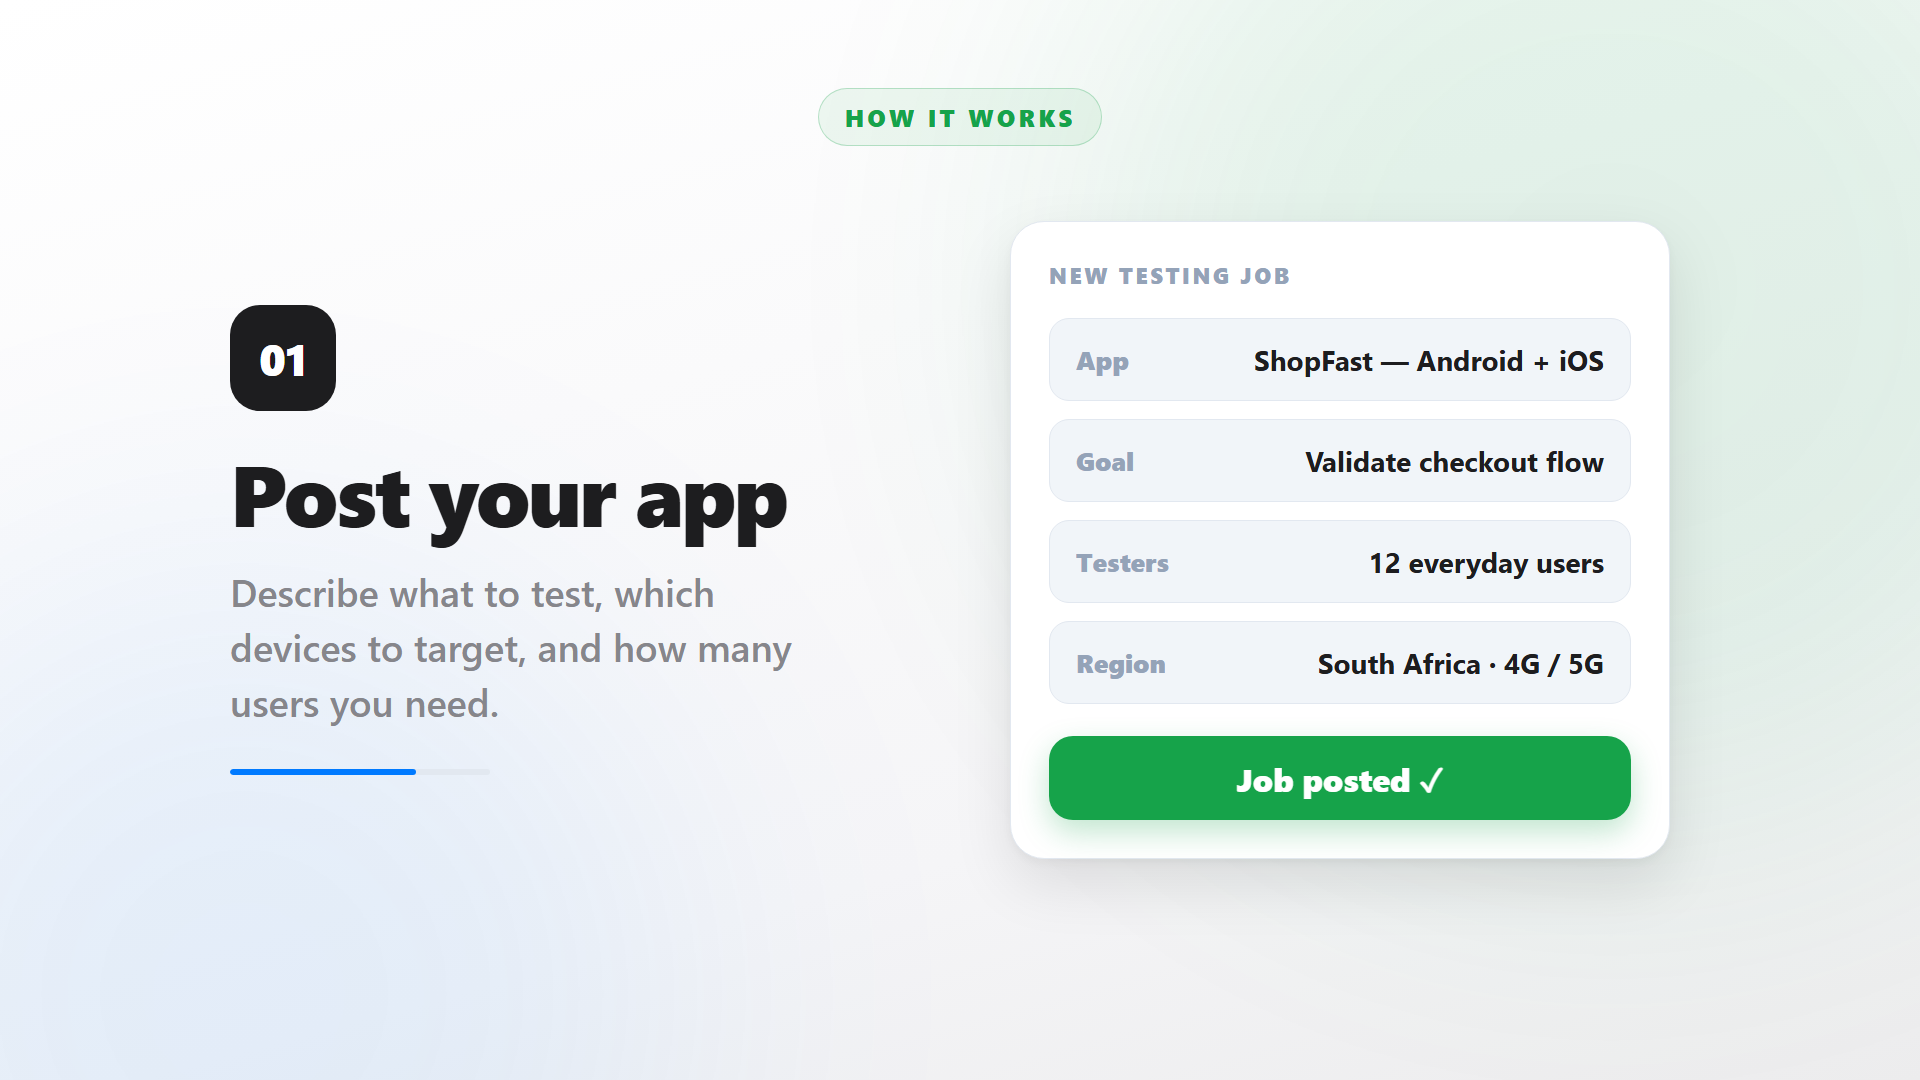 HOW IT WORKS
01
Post your app
Describe what to test, which
devices to target, and how many
users you need.
NEW TESTING JOB
App ShopFast — Android + iOS
Goal Validate checkout flow
Testers 12 everyday users
Region South Africa · 4G / 5G
Job posted ✓